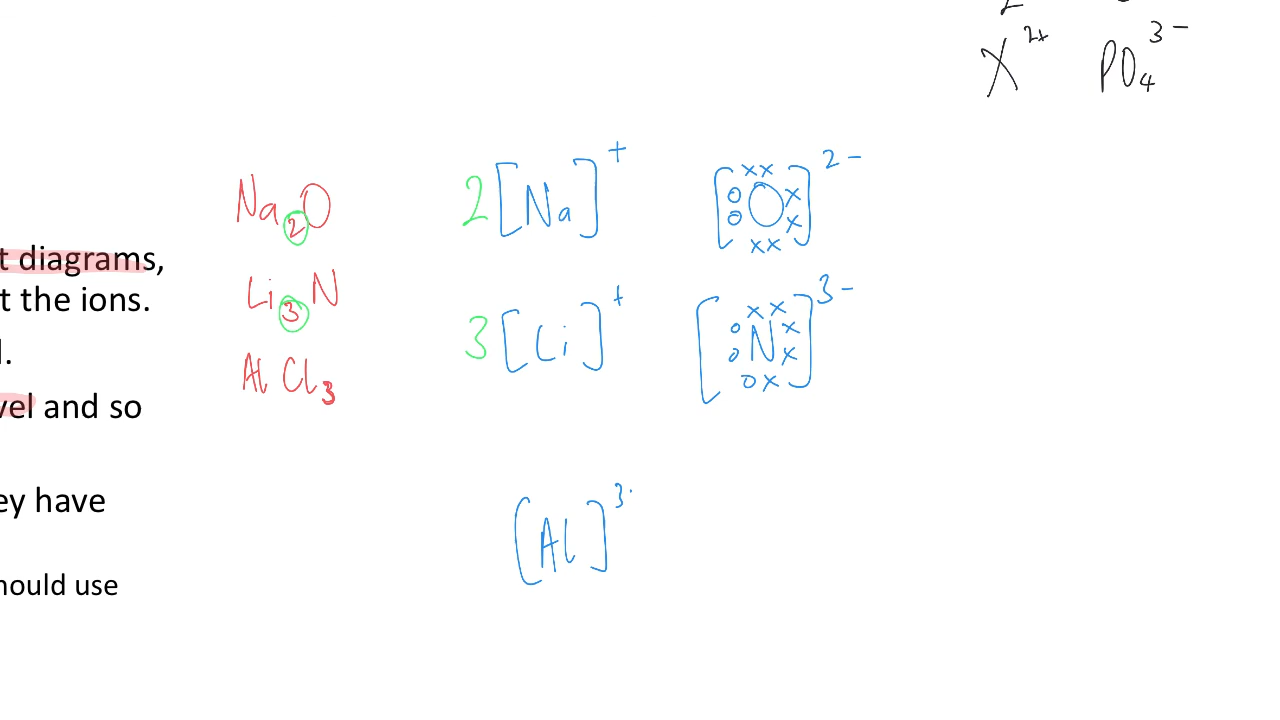 X²⁺ PO₄³⁻
Na₂O 2[Na]⁺ [O]²⁻
t diagrams,
t the ions.
Li₃N 3[Li]⁺ [N]³⁻
l.
AlCl₃
vel and so
ey have
[Al]³
hould use